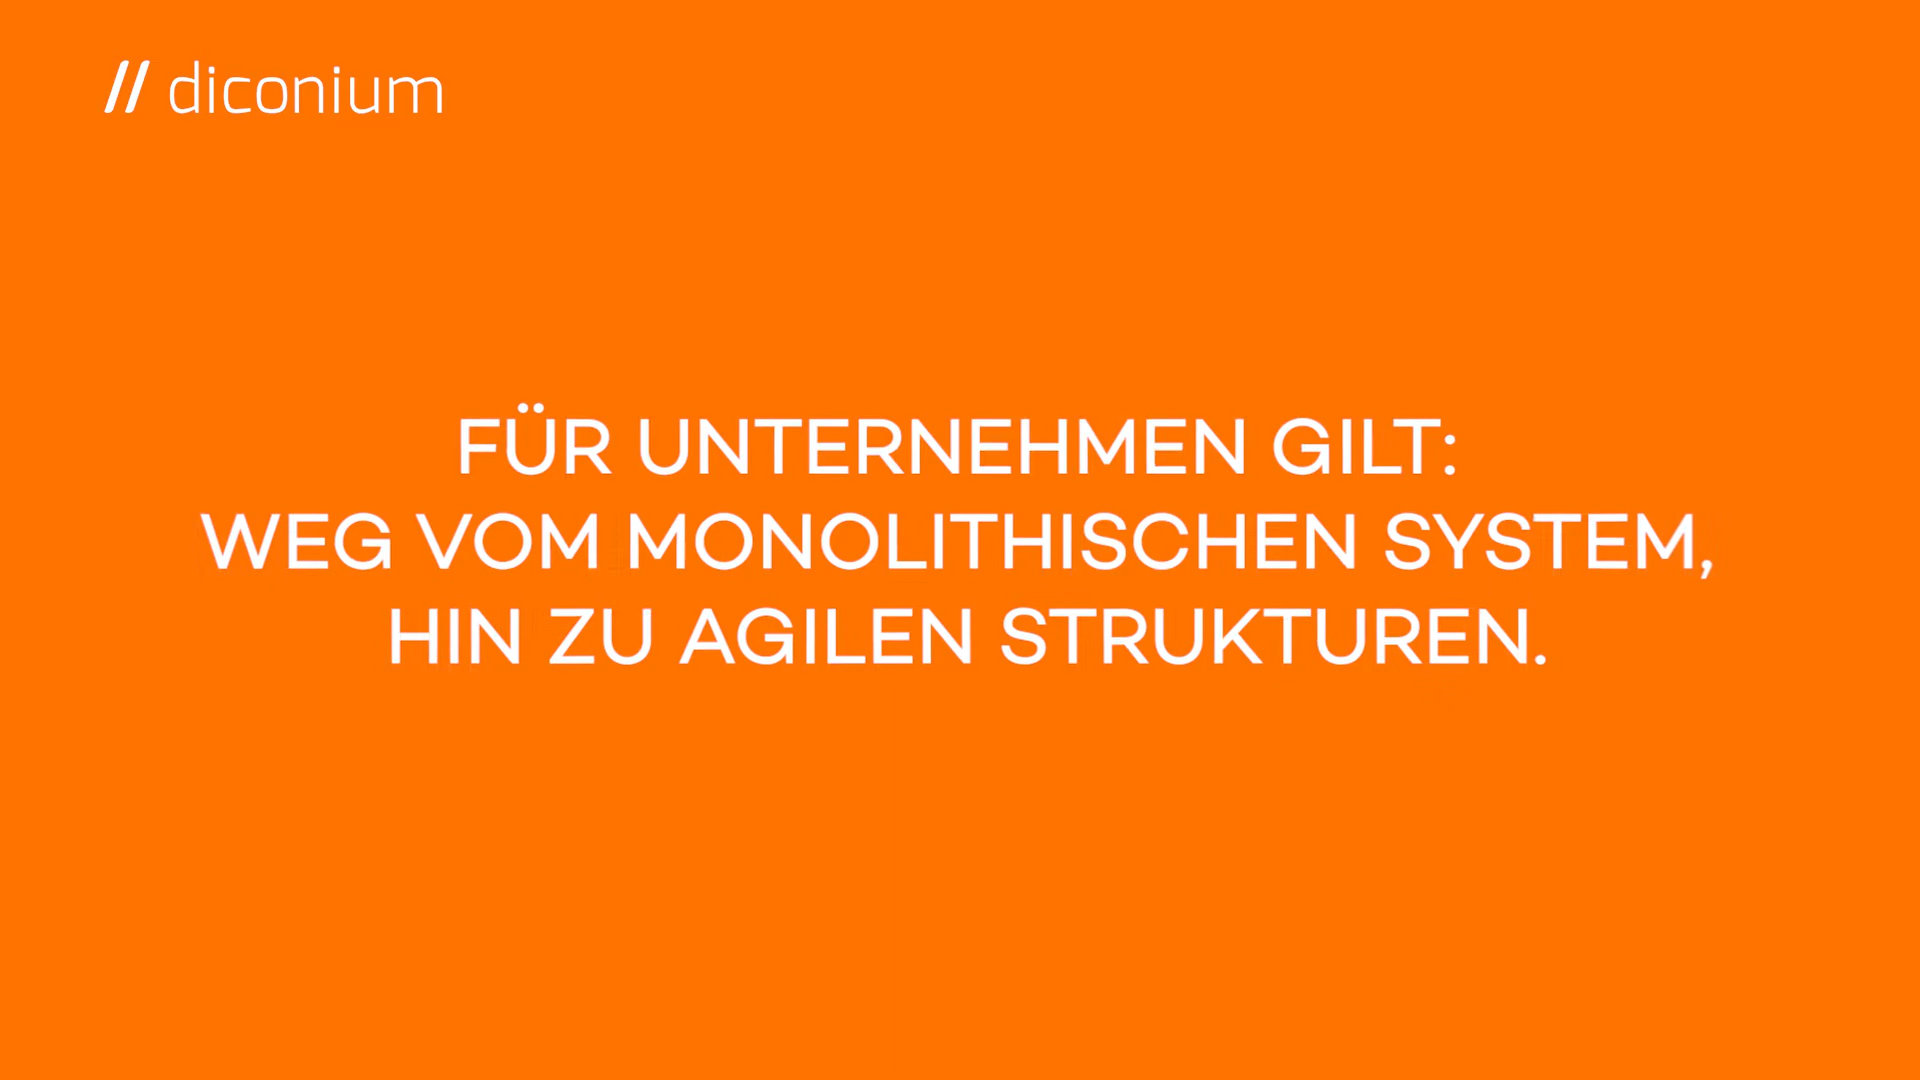 // diconium
FÜR UNTERNEHMEN GILT:
WEG VOM MONOLITHISCHEN SYSTEM,
HIN ZU AGILEN STRUKTUREN.